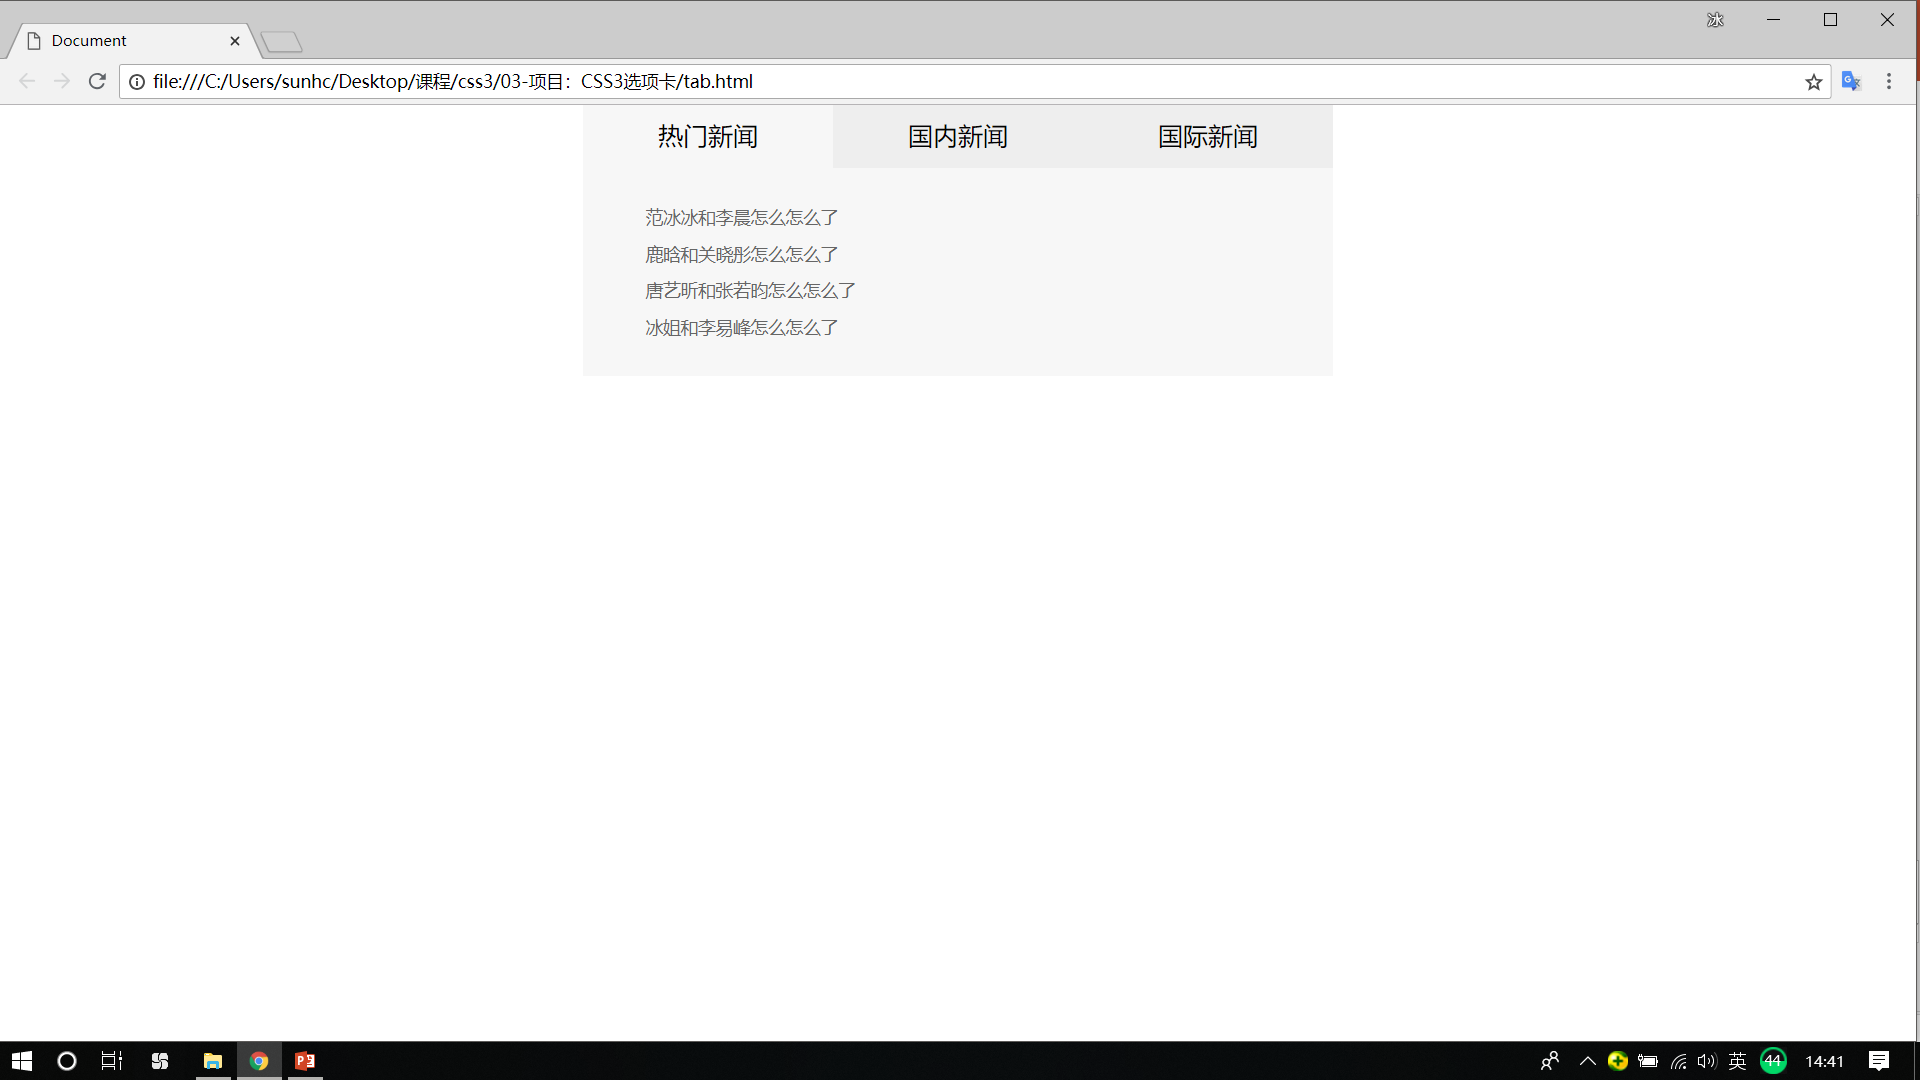 冰
Document
file:///C:/Users/sunhc/Desktop/课程/css3/03-项目：CSS3选项卡/tab.html
热门新闻 国内新闻 国际新闻
范冰冰和李晨怎么怎么了
鹿晗和关晓彤怎么怎么了
唐艺昕和张若昀怎么怎么了
冰姐和李易峰怎么怎么了
英 44 14:41